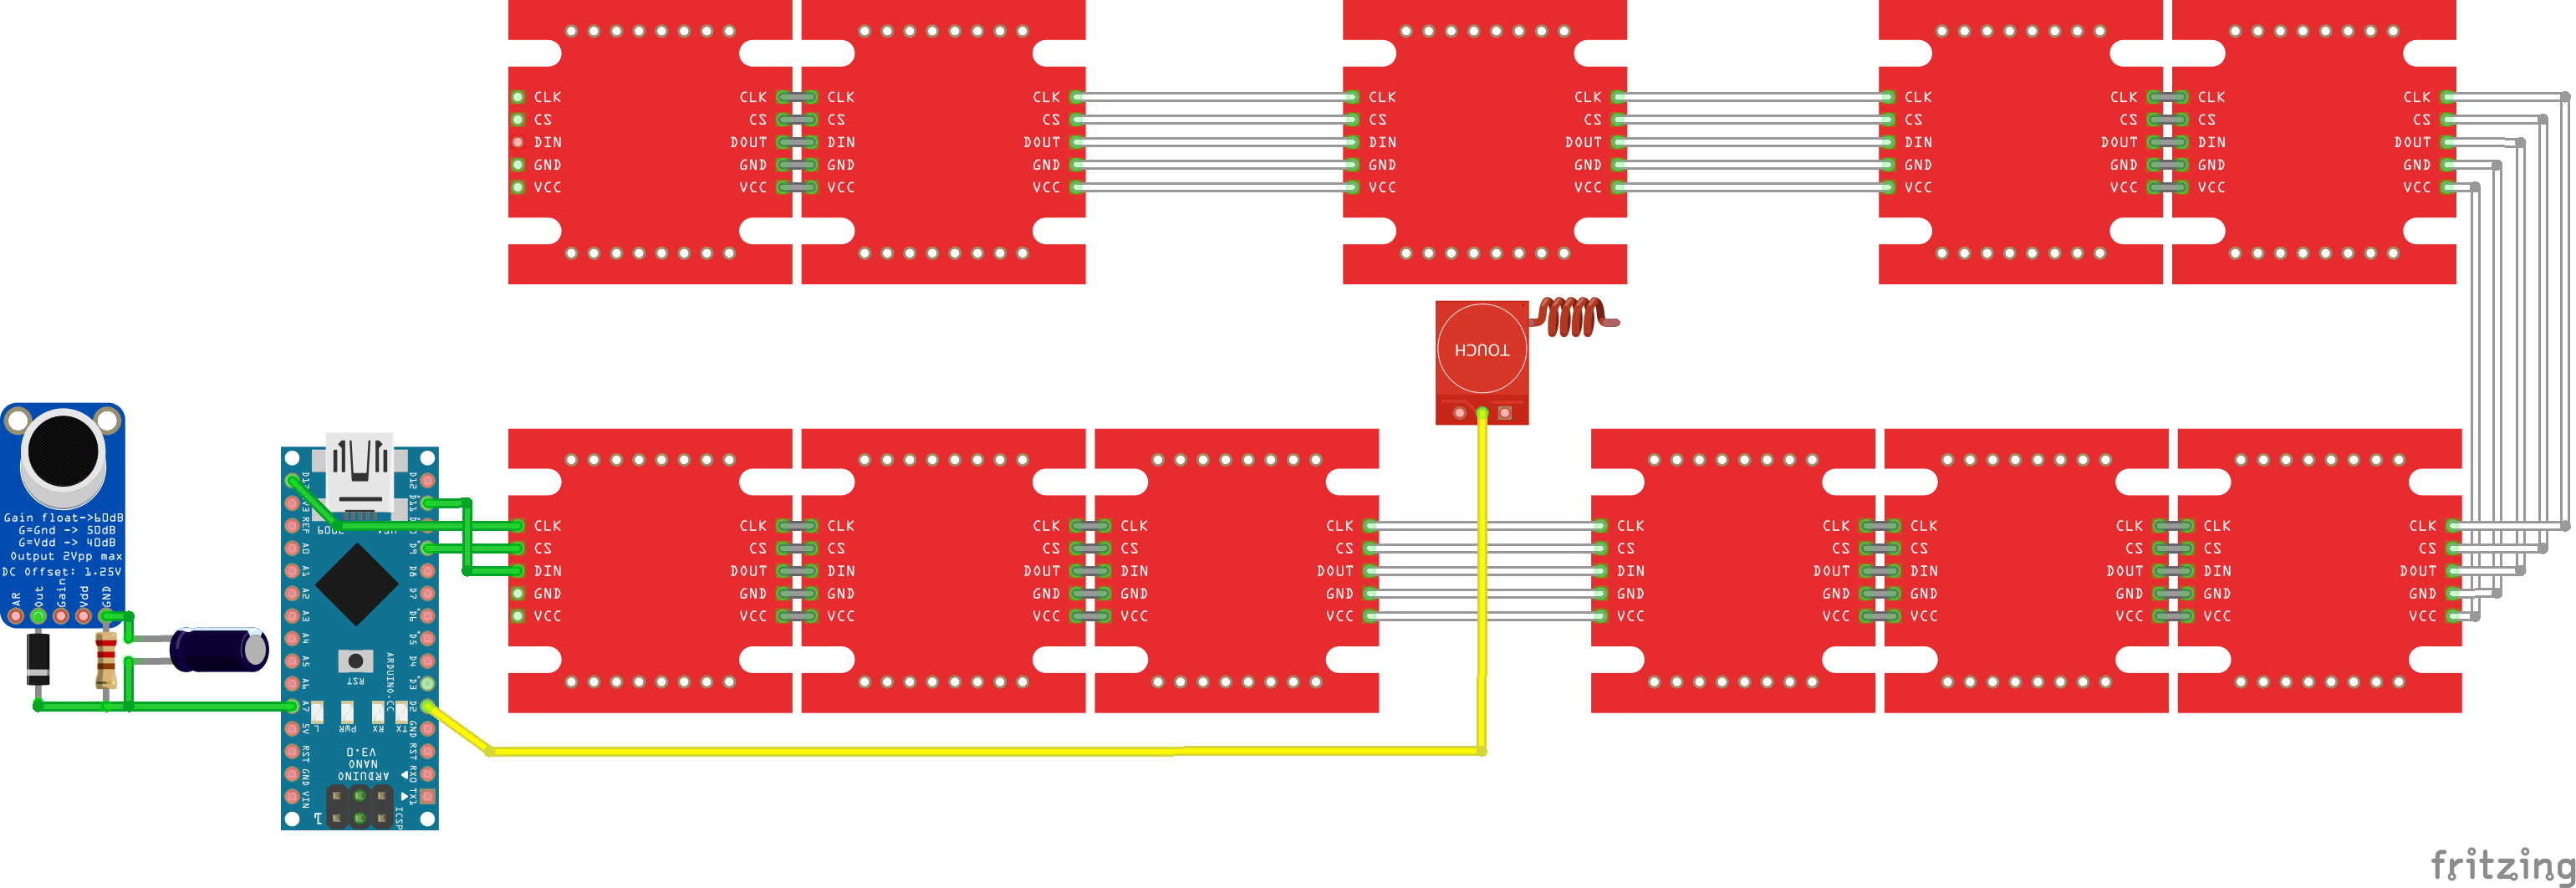 CLK CLK CLK CLK CLK CLK CLK CLK CLK CLK
CS CS CS CS CS CS CS CS CS CS
DIN DOUT DIN DOUT DIN DOUT DIN DOUT DIN DOUT
GND GND GND GND GND GND GND GND GND GND
VCC VCC VCC VCC VCC VCC VCC VCC VCC VCC
TOUCH
Gain float->60dB
G=Gnd -> 50dB
G=Vdd -> 40dB
Output 2Vpp max
DC Offset: 1.25V
AR Out Gain Vdd GND
REF
A0
A1
A2
A3
A4
A5
A6
A7
5V
RST
GND
VIN
D12
D11
D9
D8
D7
D6
D5
D4
D3
D2
GND
RST
RX0
TX1
RST
ARDUINO.CC
L PWR RX TX
V3.0
NANO
ARDUINO
ICSP
1
CLK CLK CLK CLK CLK CLK CLK CLK CLK CLK CLK CLK
CS CS CS CS CS CS CS CS CS CS CS CS
DIN DOUT DIN DOUT DIN DOUT DIN DOUT DIN DOUT DIN DOUT
GND GND GND GND GND GND GND GND GND GND GND GND
VCC VCC VCC VCC VCC VCC VCC VCC VCC VCC VCC VCC
fritzing